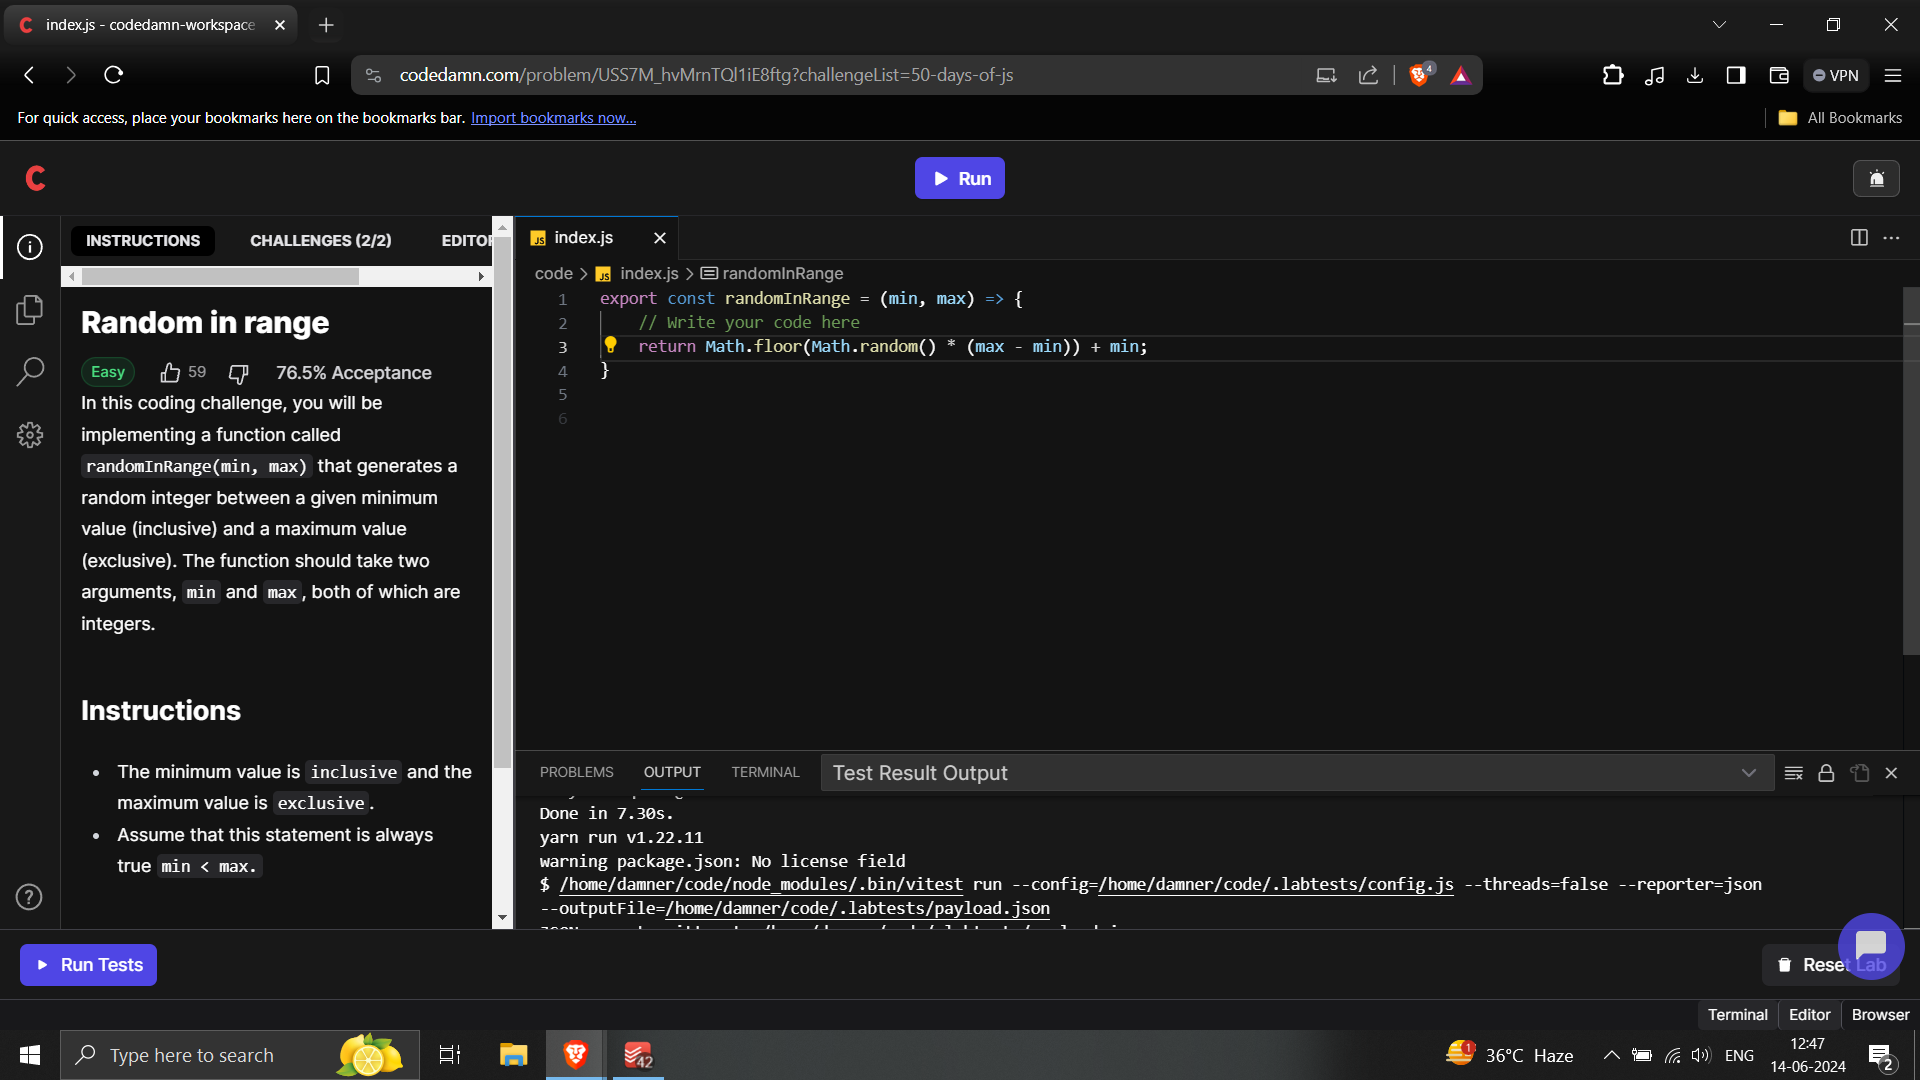 index.js - codedamn-workspace
codedamn.com/problem/USS7M_hvMrnTQl1iE8ftg?challengeList=50-days-of-js
4
VPN
For quick access, place your bookmarks here on the bookmarks bar. Import bookmarks now...
All Bookmarks
Run
INSTRUCTIONS CHALLENGES (2/2) EDITOR
Random in range
Easy 59 76.5% Acceptance
In this coding challenge, you will be
implementing a function called
randomInRange(min, max) that generates a
random integer between a given minimum
value (inclusive) and a maximum value
(exclusive). The function should take two
arguments, min and max, both of which are
integers.
Instructions
• The minimum value is inclusive and the
maximum value is exclusive.
• Assume that this statement is always
true min < max.
JS index.js
code > JS index.js > randomInRange
1 export const randomInRange = (min, max) => {
2 // Write your code here
3 return Math.floor(Math.random() * (max - min)) + min;
4 }
5
6
PROBLEMS OUTPUT TERMINAL Test Result Output
Done in 7.30s.
yarn run v1.22.11
warning package.json: No license field
$ /home/damner/code/node_modules/.bin/vitest run --config=/home/damner/code/.labtests/config.js --threads=false --reporter=json
--outputFile=/home/damner/code/.labtests/payload.json
Run Tests
Reset Lab
Terminal Editor Browser
Type here to search
42
1
36°C Haze
ENG
12:47
14-06-2024
2